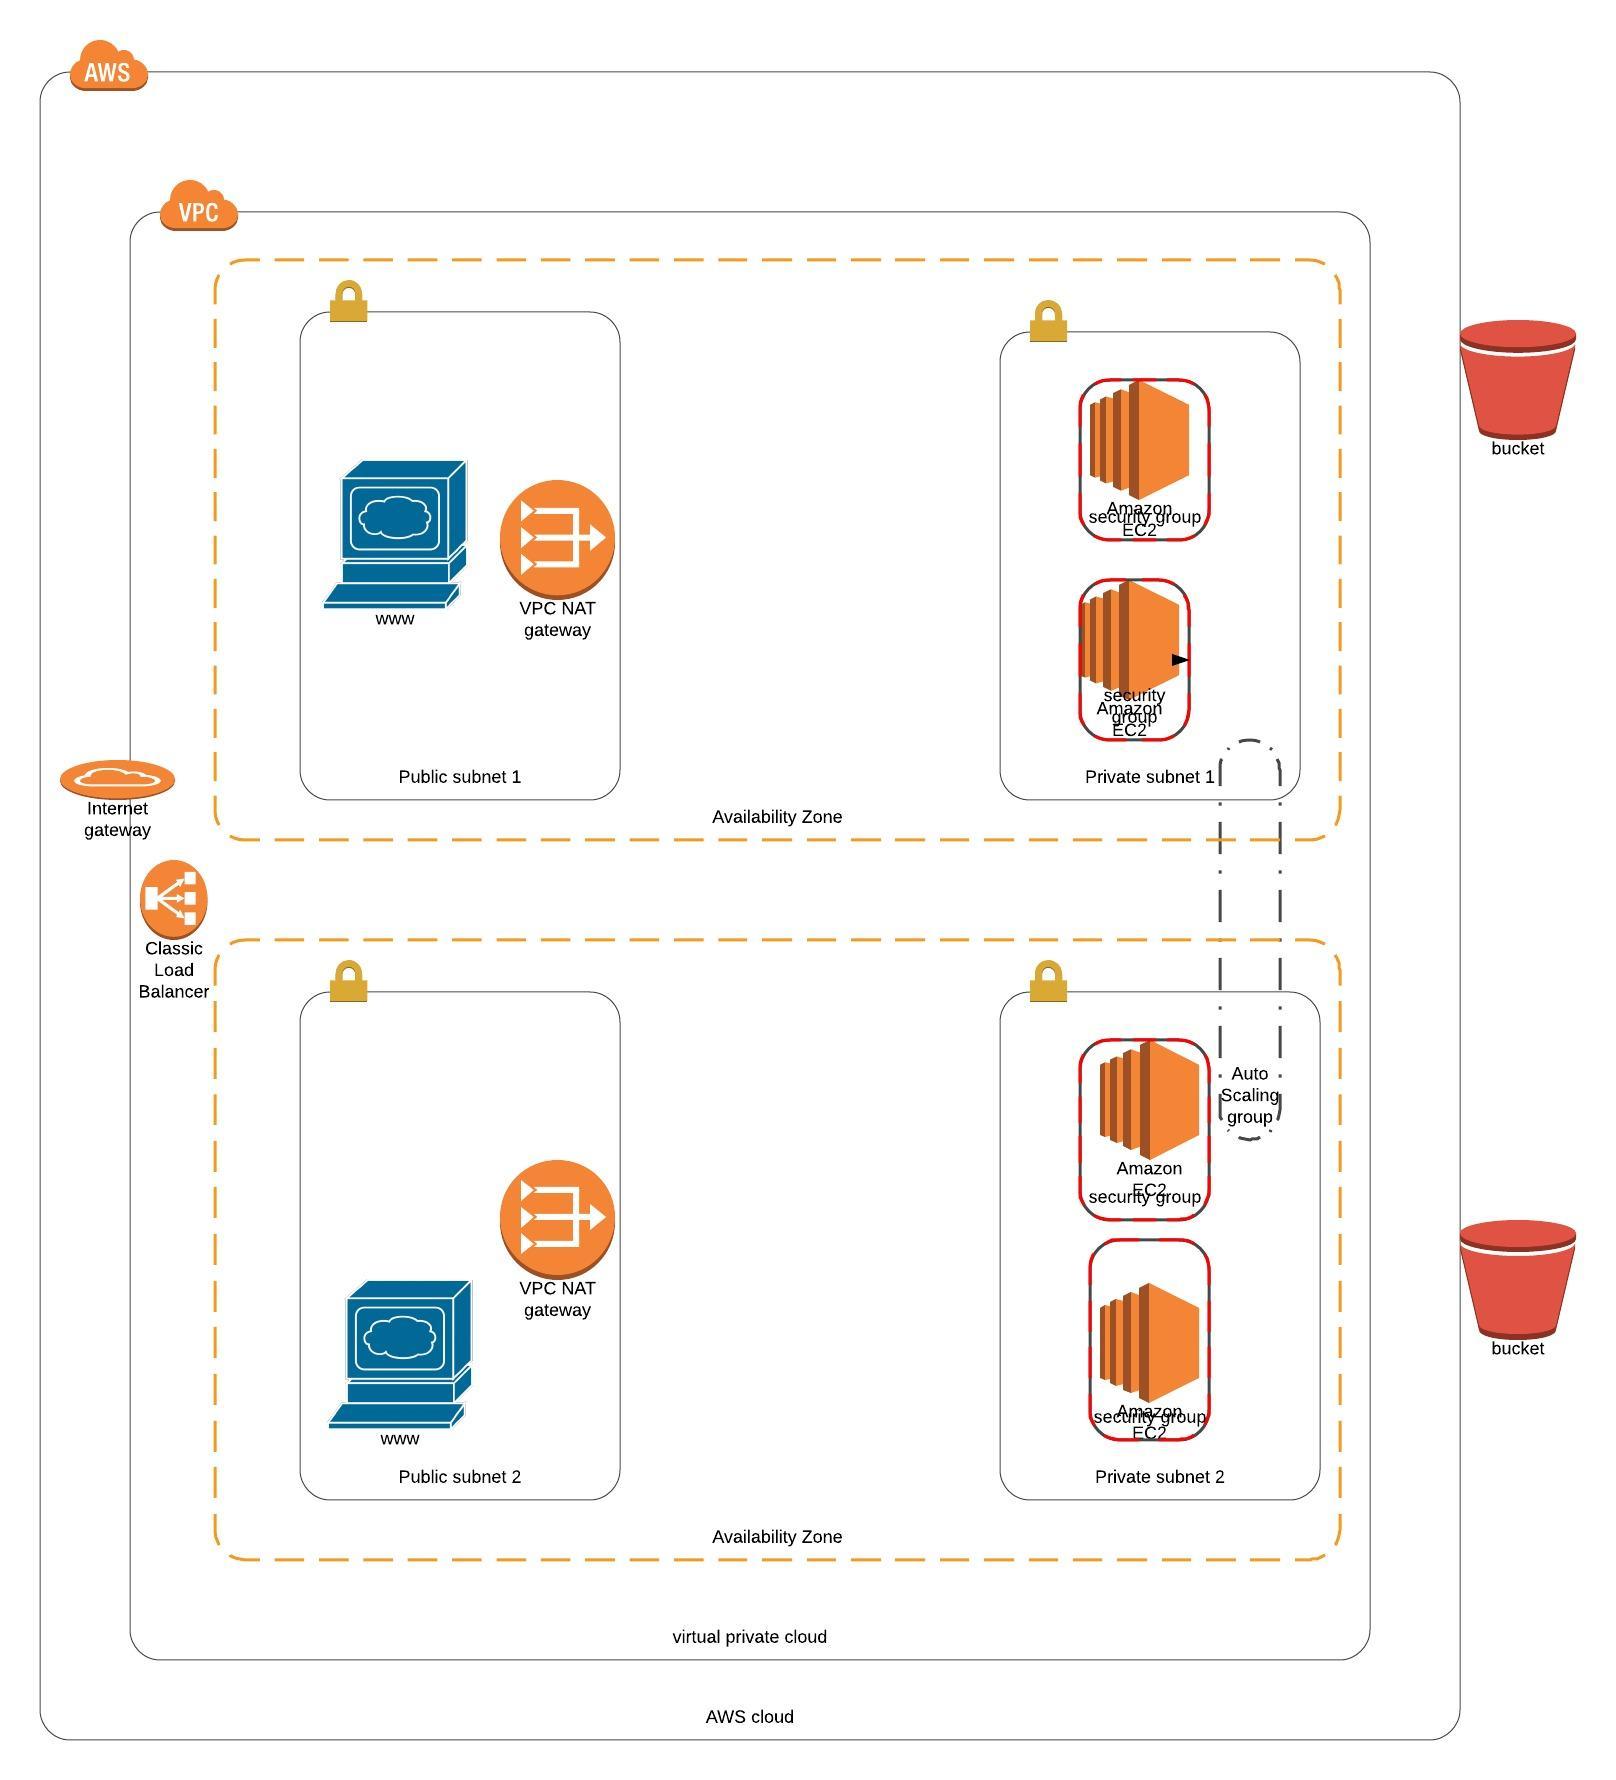 AWS
VPC
bucket
Amazon
security group
EC2
www
VPC NAT
gateway
security
Amazon
group
EC2
Public subnet 1
Private subnet 1
Internet
gateway
Availability Zone
Classic
Load
Balancer
Auto
Scaling
group
Amazon
EC2
security group
VPC NAT
gateway
bucket
Amazon
security group
EC2
www
Public subnet 2
Private subnet 2
Availability Zone
virtual private cloud
AWS cloud